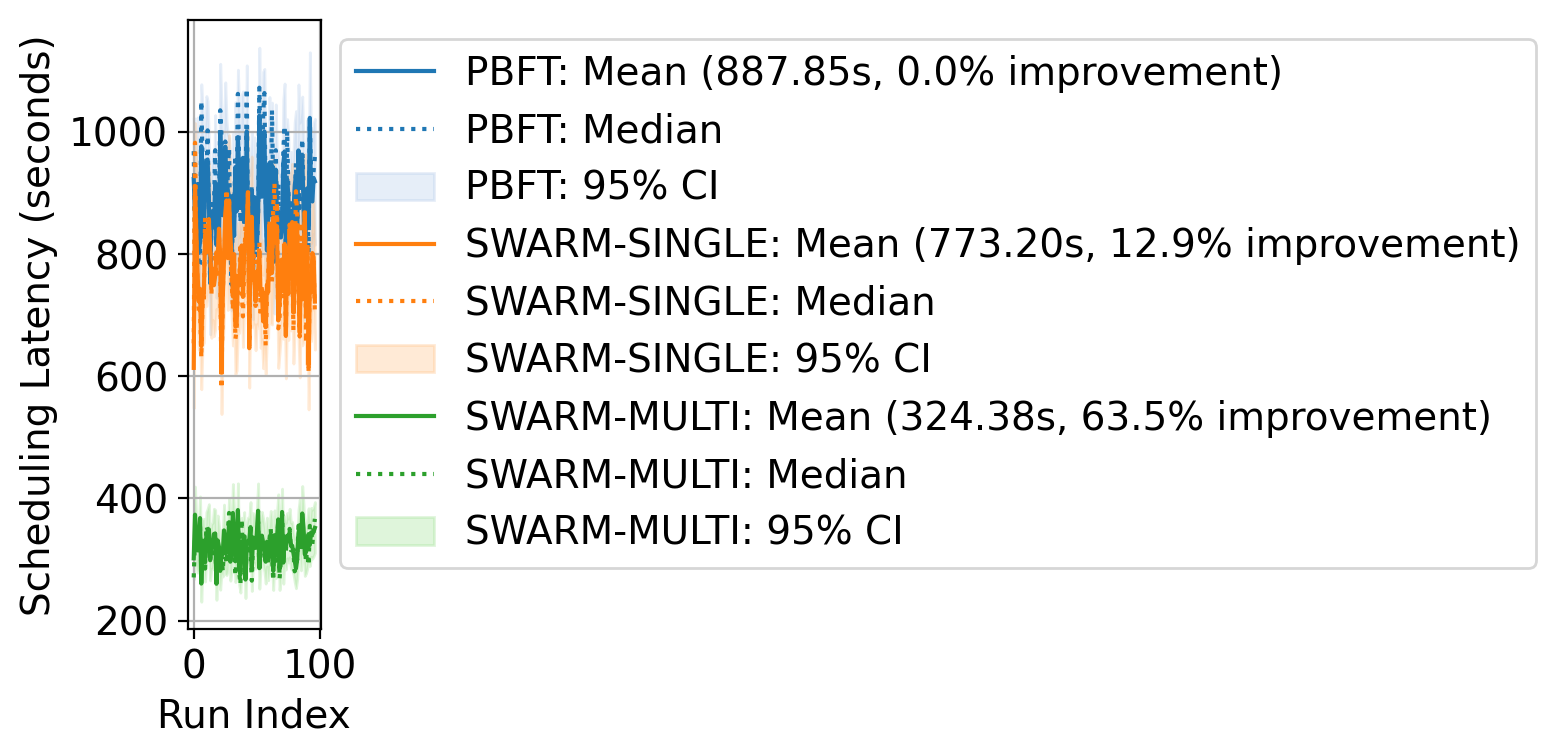 Scheduling Latency (seconds)
1000
800
600
400
200
0 100
Run Index
PBFT: Mean (887.85s, 0.0% improvement)
PBFT: Median
PBFT: 95% CI
SWARM-SINGLE: Mean (773.20s, 12.9% improvement)
SWARM-SINGLE: Median
SWARM-SINGLE: 95% CI
SWARM-MULTI: Mean (324.38s, 63.5% improvement)
SWARM-MULTI: Median
SWARM-MULTI: 95% CI